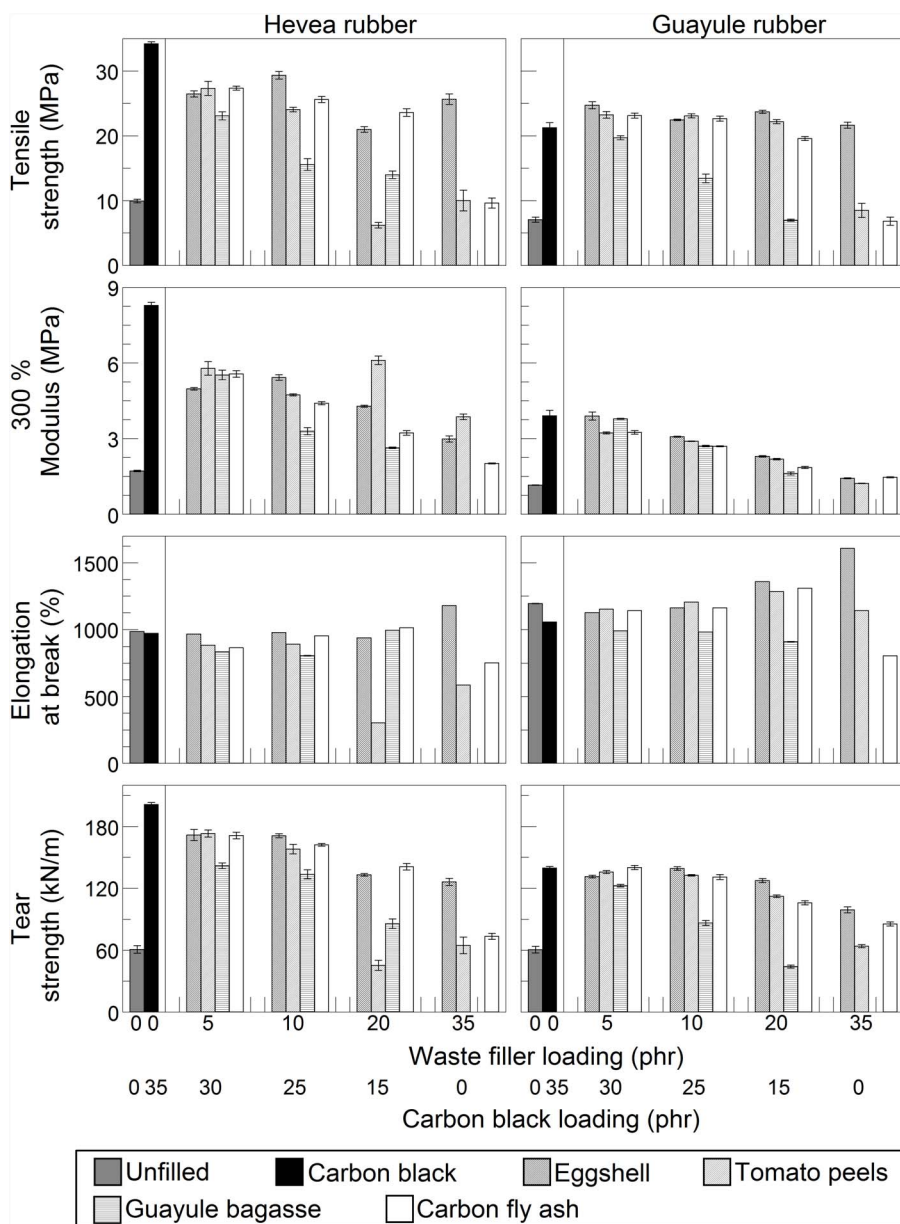 Hevea rubber Guayule rubber
Tensile
strength (MPa)
30
20
10
0
300 %
Modulus (MPa)
9
6
3
0
Elongation
at break (%)
1500
1000
500
0
Tear
strength (kN/m)
180
120
60
0
0 0 5 10 20 35 0 0 5 10 20 35
Waste filler loading (phr)
0 35 30 25 15 0 0 35 30 25 15 0
Carbon black loading (phr)
Unfilled Carbon black Eggshell Tomato peels
Guayule bagasse Carbon fly ash